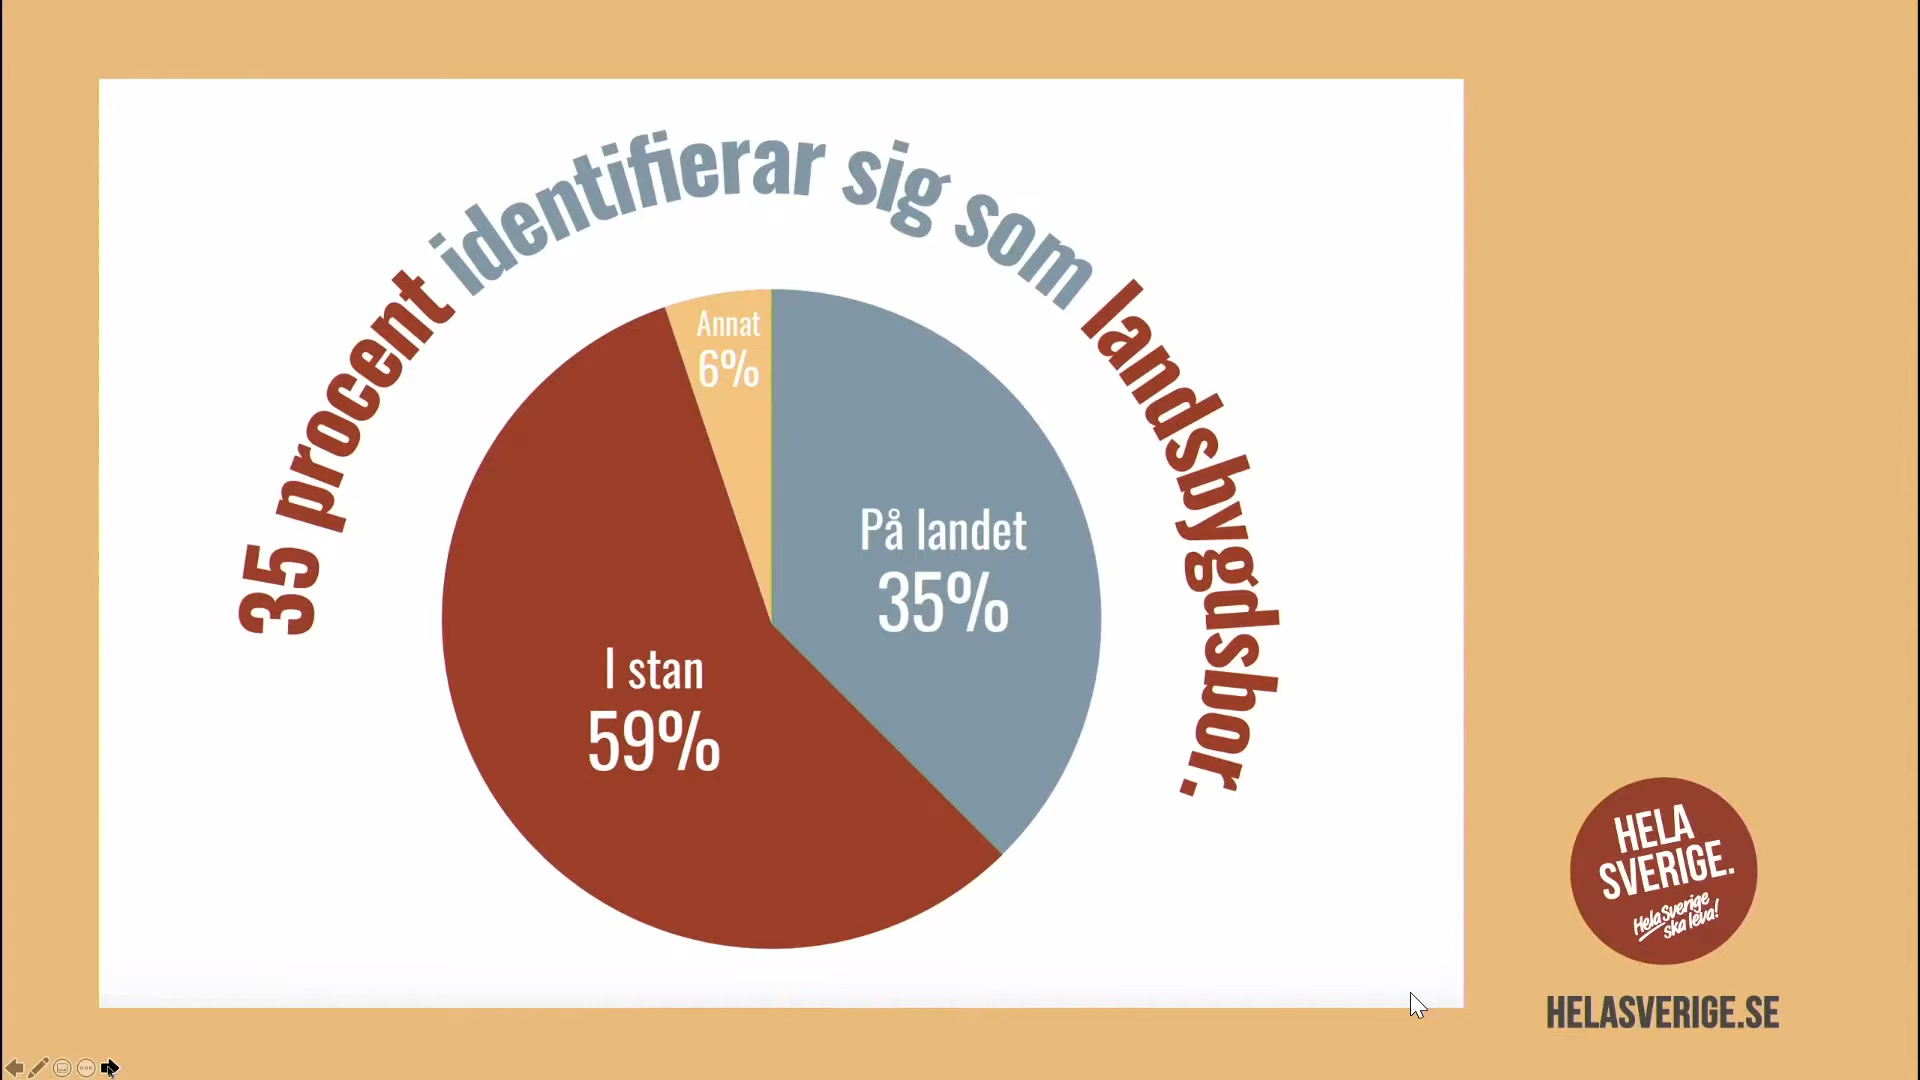 35 procent identifierar sig som landsbygdsbor.
Annat
6%
På landet
35%
I stan
59%
HELA
SVERIGE.
Hela Sverige
ska leva!
HELASVERIGE.SE